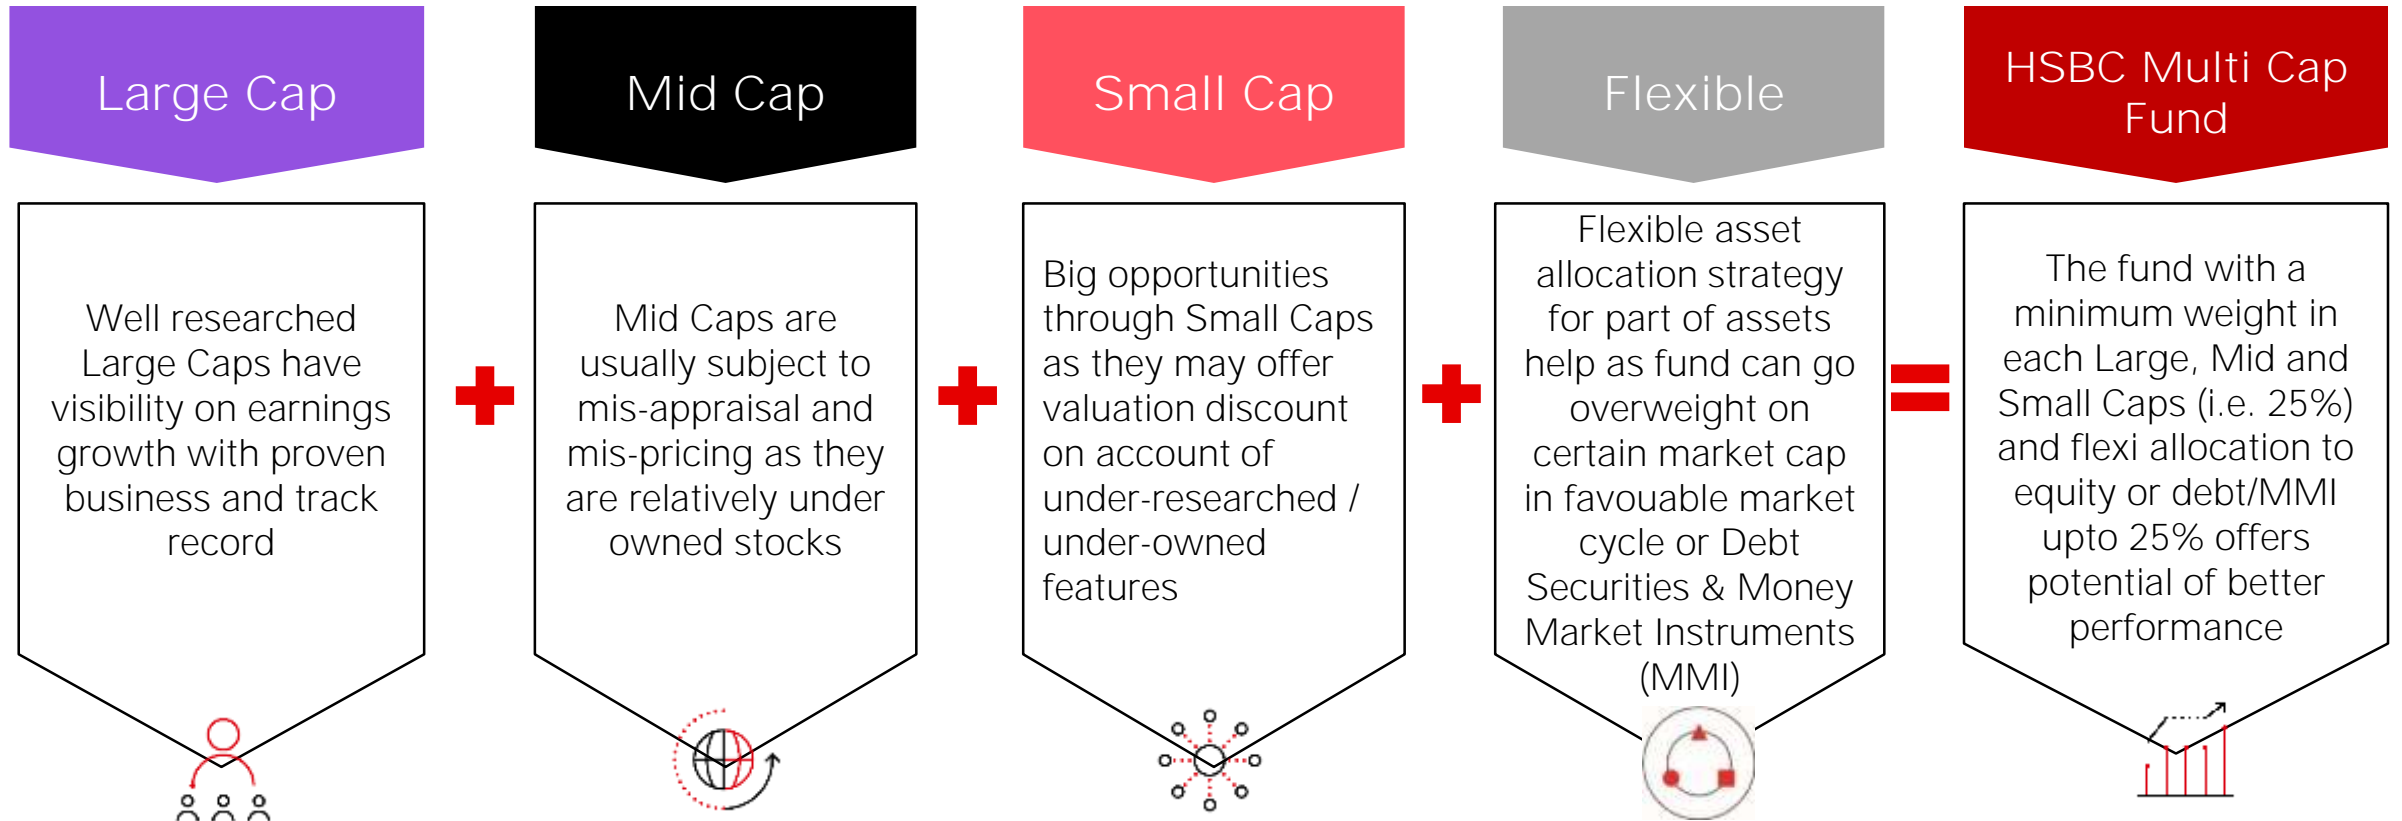 Large Cap
Well researched
Large Caps have
visibility on earnings
growth with proven
business and track
record
Mid Cap
Mid Caps are
usually subject to
mis-appraisal and
mis-pricing as they
are relatively under
owned stocks
Small Cap
Big opportunities
through Small Caps
as they may offer
valuation discount
on account of
under-researched /
under-owned
features
Flexible
Flexible asset
allocation strategy
for part of assets
help as fund can go
overweight on
certain market cap
in favouable market
cycle or Debt
Securities & Money
Market Instruments
(MMI)
HSBC Multi Cap
Fund
The fund with a
minimum weight in
each Large, Mid and
Small Caps (i.e. 25%)
and flexi allocation to
equity or debt/MMI
upto 25% offers
potential of better
performance